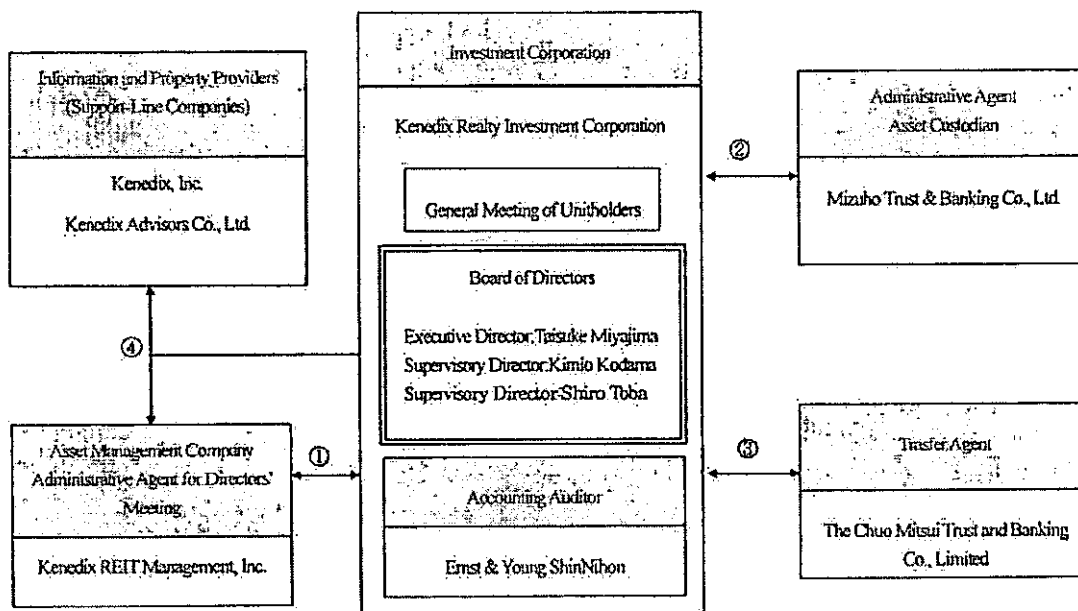 Information and Property Providers
(Support-Line Companies)
Kenedix, Inc.
Kenedix Advisors Co., Ltd.
④
Asset Management Company
Administrative Agent for Directors'
Meeting
Kenedix REIT Management, Inc.
①
Investment Corporation
Kenedix Realty Investment Corporation
General Meeting of Unitholders
Board of Directors
Executive Director:Taisuke Miyajima
Supervisory Director:Kimio Kodama
Supervisory Director-Shiro Toba
Accounting Auditor
Ernst & Young ShinNihon
②
Administrative Agent
Asset Custodian
Mizuho Trust & Banking Co., Ltd
③
Trasfer Agent
The Chuo Mitsui Trust and Banking
Co., Limited